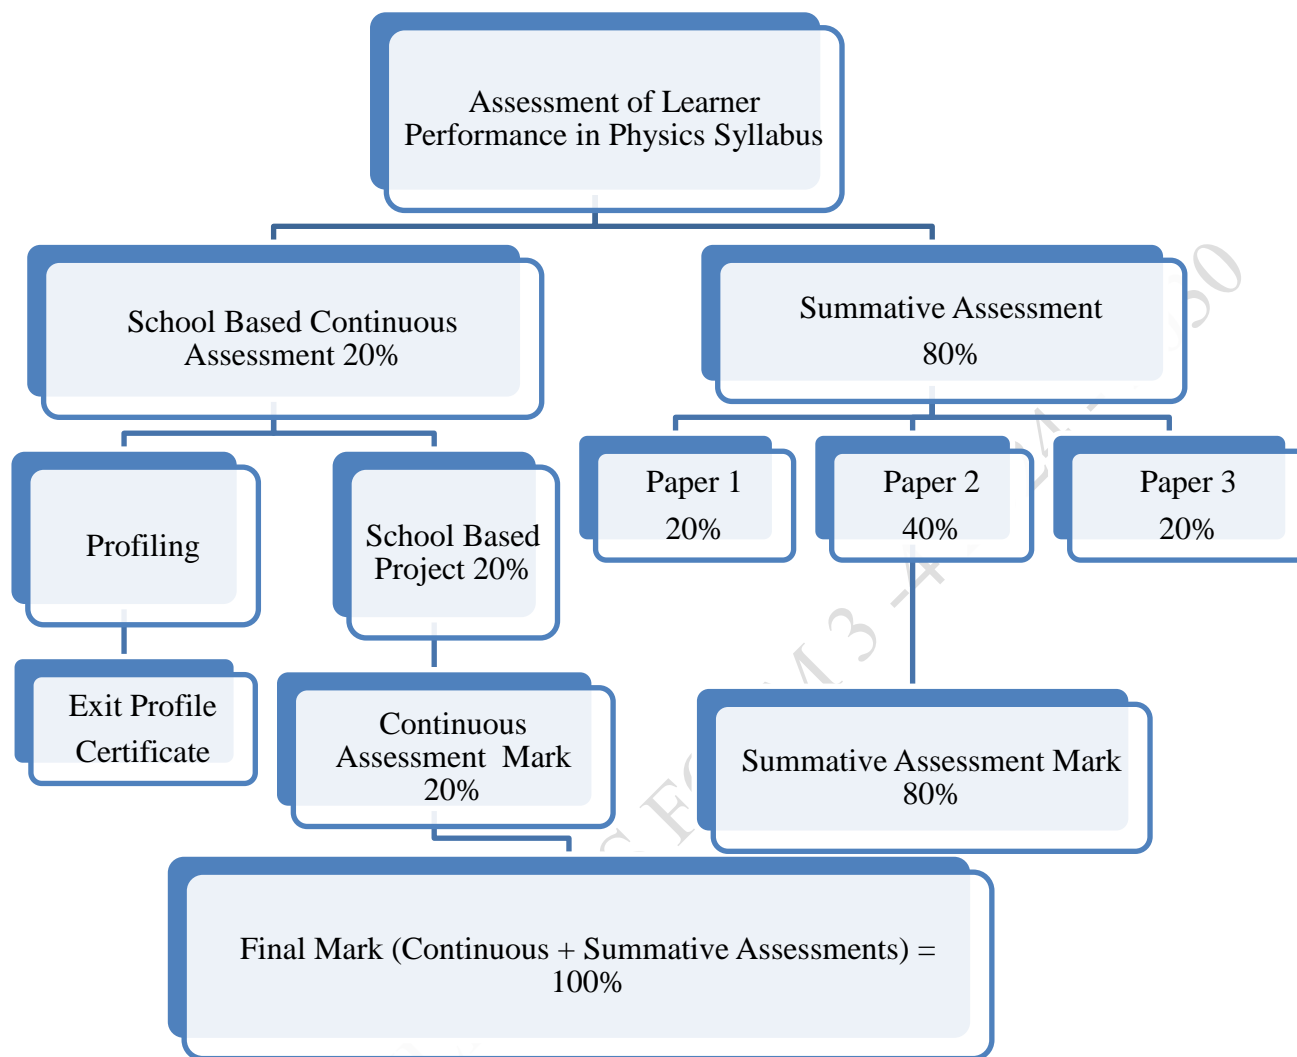 Assessment of Learner
Performance in Physics Syllabus
School Based Continuous
Assessment 20%
Summative Assessment
80%
Profiling
School Based
Project 20%
Paper 1
20%
Paper 2
40%
Paper 3
20%
Exit Profile
Certificate
Continuous
Assessment Mark
20%
Summative Assessment Mark
80%
Final Mark (Continuous + Summative Assessments) =
100%